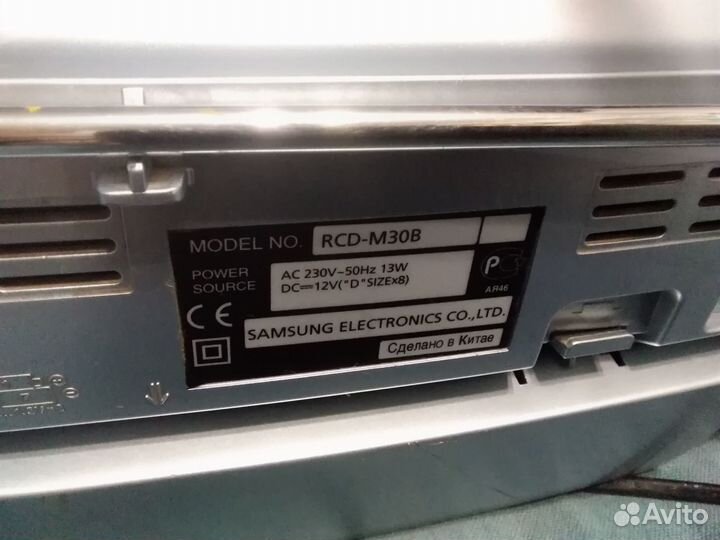 MODEL NO. RCD-M30B
POWER SOURCE
AC 230V~50Hz 13W
DC⎓12V("D"SIZEx8)
CE
P
АЯ46
SAMSUNG ELECTRONICS CO.,LTD.
Сделано в Китае
Avito